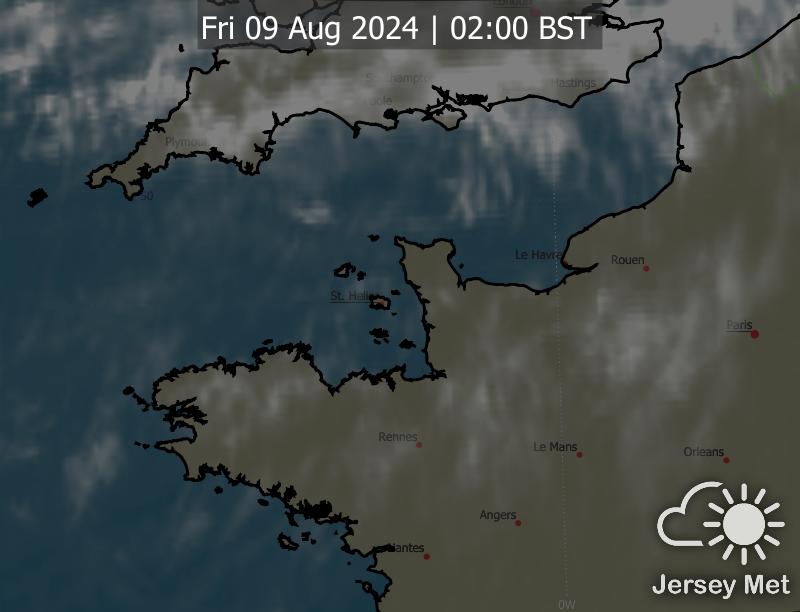 London
Fri 09 Aug 2024 | 02:00 BST
Southampton
Hastings
Poole
Plymouth
50
Le Havre
Rouen
St. Helier
Paris
Rennes
Le Mans
Orleans
Angers
Nantes
Jersey Met
0W